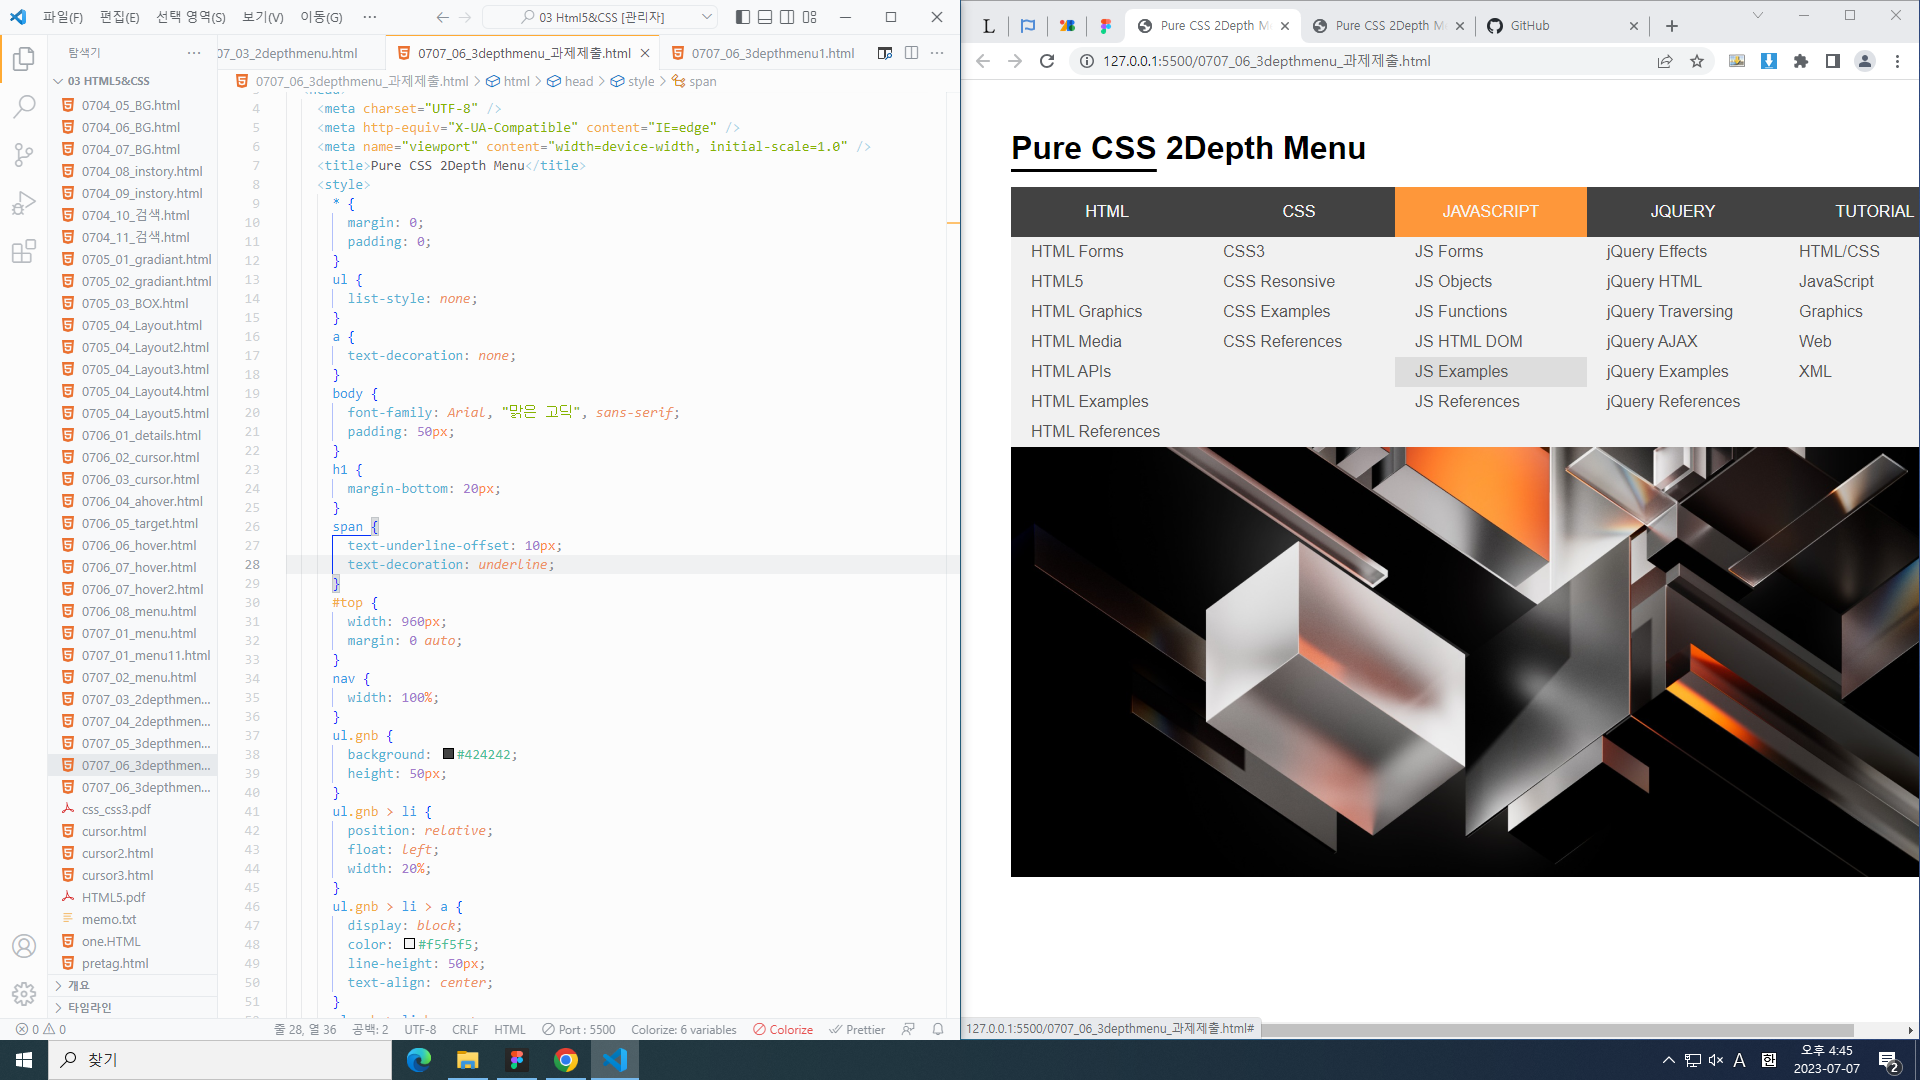 파일(F) 편집(E) 선택 영역(S) 보기(V) 이동(G) ··· 03 Html5&CSS [관리자]
탐색기 ···
07_03_2depthmenu.html 0707_06_3depthmenu_과제제출.html 0707_06_3depthmenu1.html
0707_06_3depthmenu_과제제출.html > html > head > style > span
03 HTML5&CSS
0704_05_BG.html
0704_06_BG.html
0704_07_BG.html
0704_08_instory.html
0704_09_instory.html
0704_10_검색.html
0704_11_검색.html
0705_01_gradiant.html
0705_02_gradiant.html
0705_03_BOX.html
0705_04_Layout.html
0705_04_Layout2.html
0705_04_Layout3.html
0705_04_Layout4.html
0705_04_Layout5.html
0706_01_details.html
0706_02_cursor.html
0706_03_cursor.html
0706_04_ahover.html
0706_05_target.html
0706_06_hover.html
0706_07_hover.html
0706_07_hover2.html
0706_08_menu.html
0707_01_menu.html
0707_01_menu11.html
0707_02_menu.html
0707_03_2depthmen...
0707_04_2depthmen...
0707_05_3depthmen...
0707_06_3depthmen...
0707_06_3depthmen...
css_css3.pdf
cursor.html
cursor2.html
cursor3.html
HTML5.pdf
memo.txt
one.HTML
pretag.html
개요
타임라인
4 <meta charset="UTF-8" />
5 <meta http-equiv="X-UA-Compatible" content="IE=edge" />
6 <meta name="viewport" content="width=device-width, initial-scale=1.0" />
7 <title>Pure CSS 2Depth Menu</title>
8 <style>
9 * {
10 margin: 0;
11 padding: 0;
12 }
13 ul {
14 list-style: none;
15 }
16 a {
17 text-decoration: none;
18 }
19 body {
20 font-family: Arial, "맑은 고딕", sans-serif;
21 padding: 50px;
22 }
23 h1 {
24 margin-bottom: 20px;
25 }
26 span {
27 text-underline-offset: 10px;
28 text-decoration: underline;
29 }
30 #top {
31 width: 960px;
32 margin: 0 auto;
33 }
34 nav {
35 width: 100%;
36 }
37 ul.gnb {
38 background: #424242;
39 height: 50px;
40 }
41 ul.gnb > li {
42 position: relative;
43 float: left;
44 width: 20%;
45 }
46 ul.gnb > li > a {
47 display: block;
48 color: #f5f5f5;
49 line-height: 50px;
50 text-align: center;
51 }
0 0 줄 28, 열 36 공백: 2 UTF-8 CRLF HTML Port : 5500 Colorize: 6 variables Colorize Prettier
L Pure CSS 2Depth M Pure CSS 2Depth M GitHub
127.0.0.1:5500/0707_06_3depthmenu_과제제출.html
Pure CSS 2Depth Menu
HTML CSS JAVASCRIPT JQUERY TUTORIAL
HTML Forms CSS3 JS Forms jQuery Effects HTML/CSS
HTML5 CSS Resonsive JS Objects jQuery HTML JavaScript
HTML Graphics CSS Examples JS Functions jQuery Traversing Graphics
HTML Media CSS References JS HTML DOM jQuery AJAX Web
HTML APIs JS Examples jQuery Examples XML
HTML Examples JS References jQuery References
HTML References
127.0.0.1:5500/0707_06_3depthmenu_과제제출.html#
찾기
A 한 오후 4:45
2023-07-07
2